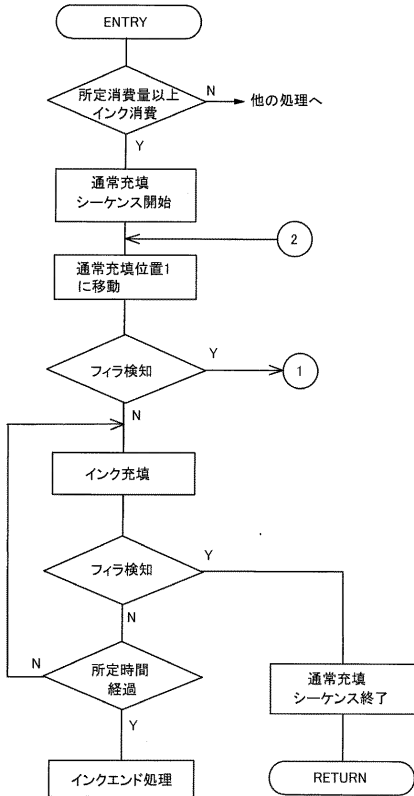 ENTRY
所定消費量以上
インク消費
N
他の処理へ
Y
通常充填
シーケンス開始
2
通常充填位置1
に移動
フィラ検知
Y
1
N
インク充填
フィラ検知
Y
N
所定時間
経過
N
Y
通常充填
シーケンス終了
インクエンド処理
RETURN